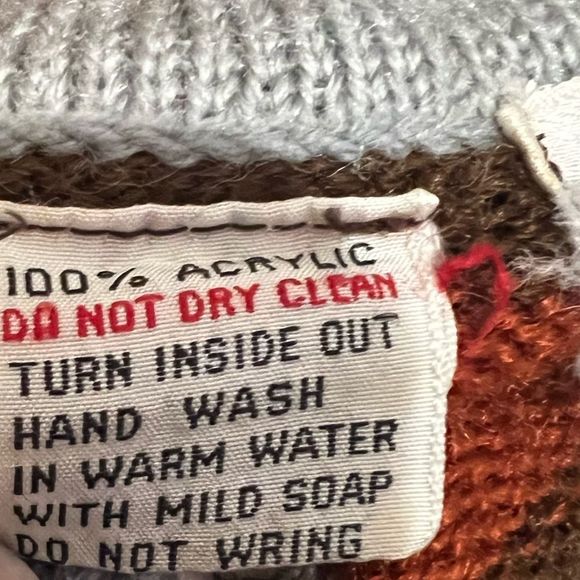 100% ACRYLIC
DO NOT DRY CLEAN
TURN INSIDE OUT
HAND WASH
IN WARM WATER
WITH MILD SOAP
DO NOT WRING